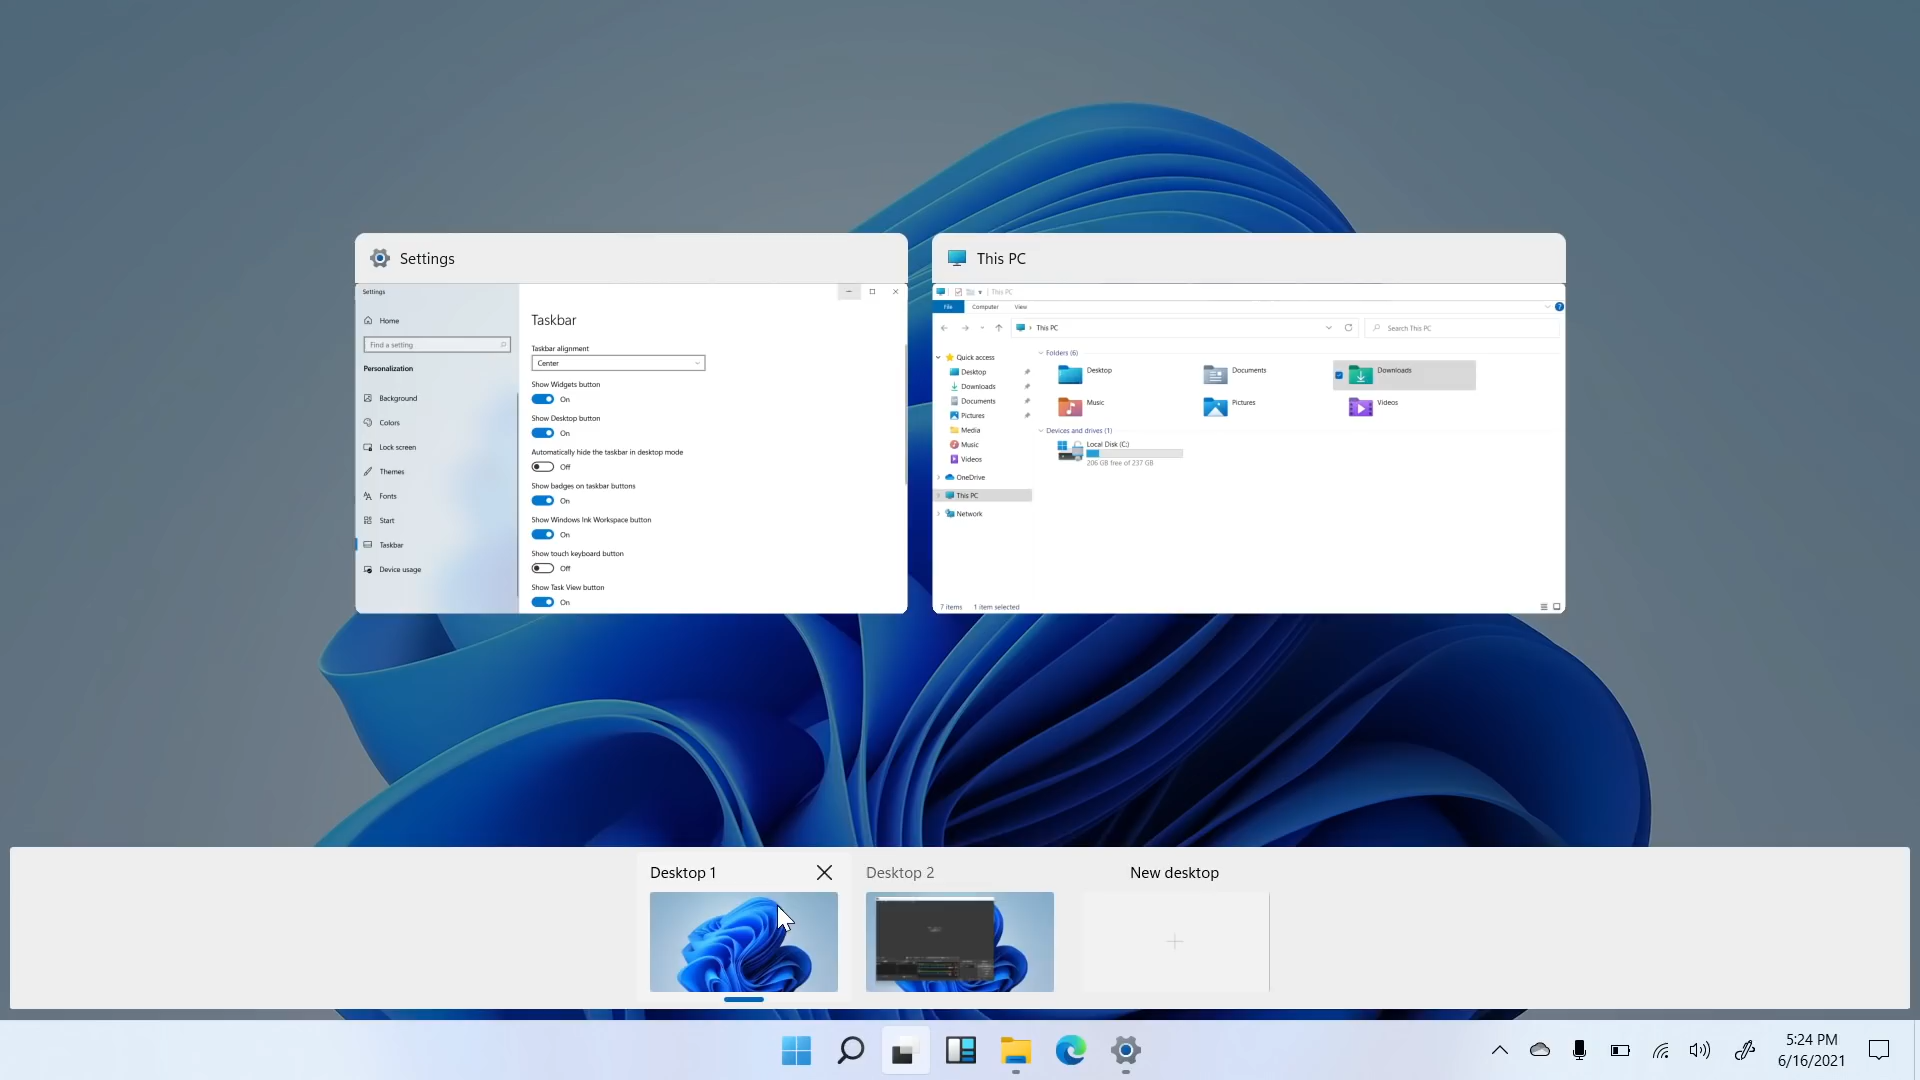 Settings
Settings
Home
Find a setting
Personalization
Background
Colors
Lock screen
Themes
Fonts
Start
Taskbar
Device usage
Taskbar
Taskbar alignment
Center
Show Widgets button
On
Show Desktop button
On
Automatically hide the taskbar in desktop mode
Off
Show badges on taskbar buttons
On
Show Windows Ink Workspace button
On
Show touch keyboard button
Off
Show Task View button
On
This PC
This PC
File Computer View
This PC
Search This PC
Quick access
Desktop
Downloads
Documents
Pictures
Media
Music
Videos
OneDrive
This PC
Network
Folders (6)
Desktop Documents Downloads
Music Pictures Videos
Devices and drives (1)
Local Disk (C:)
206 GB free of 237 GB
7 items 1 item selected
Desktop 1
Desktop 2
New desktop
5:24 PM
6/16/2021